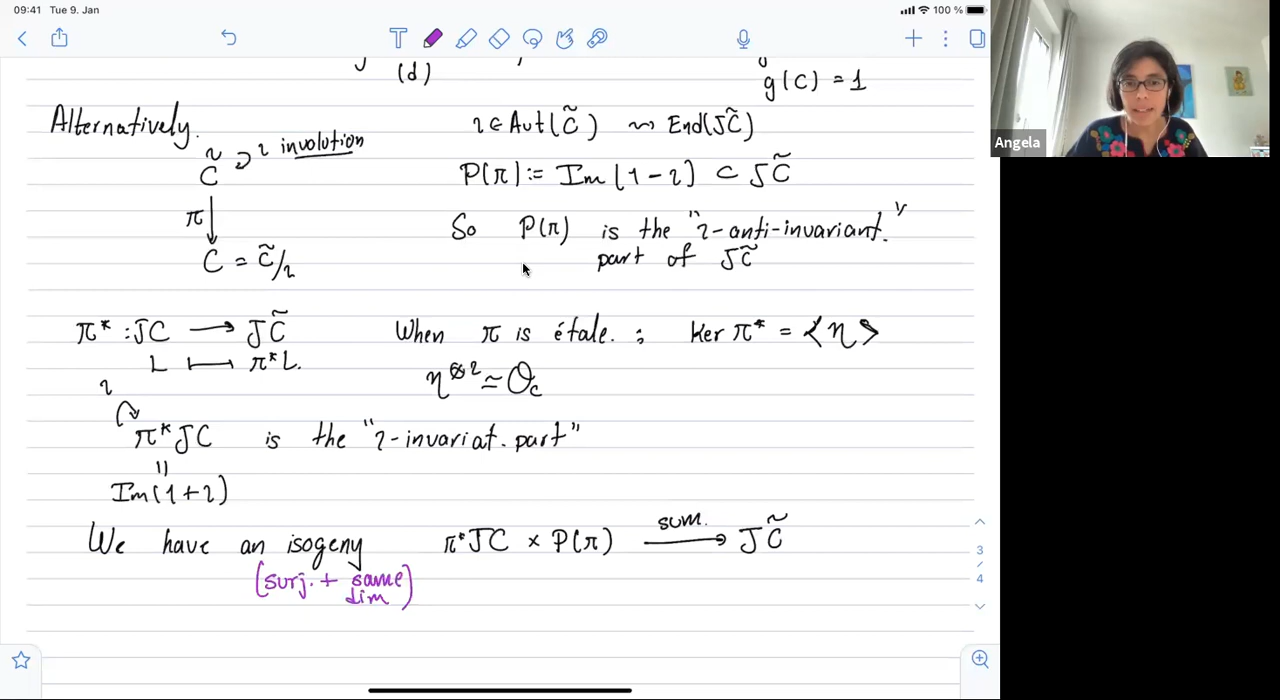 09:41 Tue 9. Jan
100 %
(d)
g(C) = 1
Alternatively.
C̃ ↻ ι involution
π ↓
C = C̃/ι
ι ∈ Aut(C̃) ⇝ End(JC̃)
P(π) := Im(1-ι) ⊂ JC̃
So P(π) is the "ι-anti-invariant."
part of JC̃
π* : JC ⟶ JC̃
L ⟼ π*L.
When π is étale. ; Ker π* = <η>
η^⊗2 ≃ O_C
ι
π*JC is the "ι-invariat. part"
||
Im(1+ι)
We have an isogeny π*JC × P(π) ⟶ JC̃
sum.
(surj. + same
dim)
3
/
4
Angela